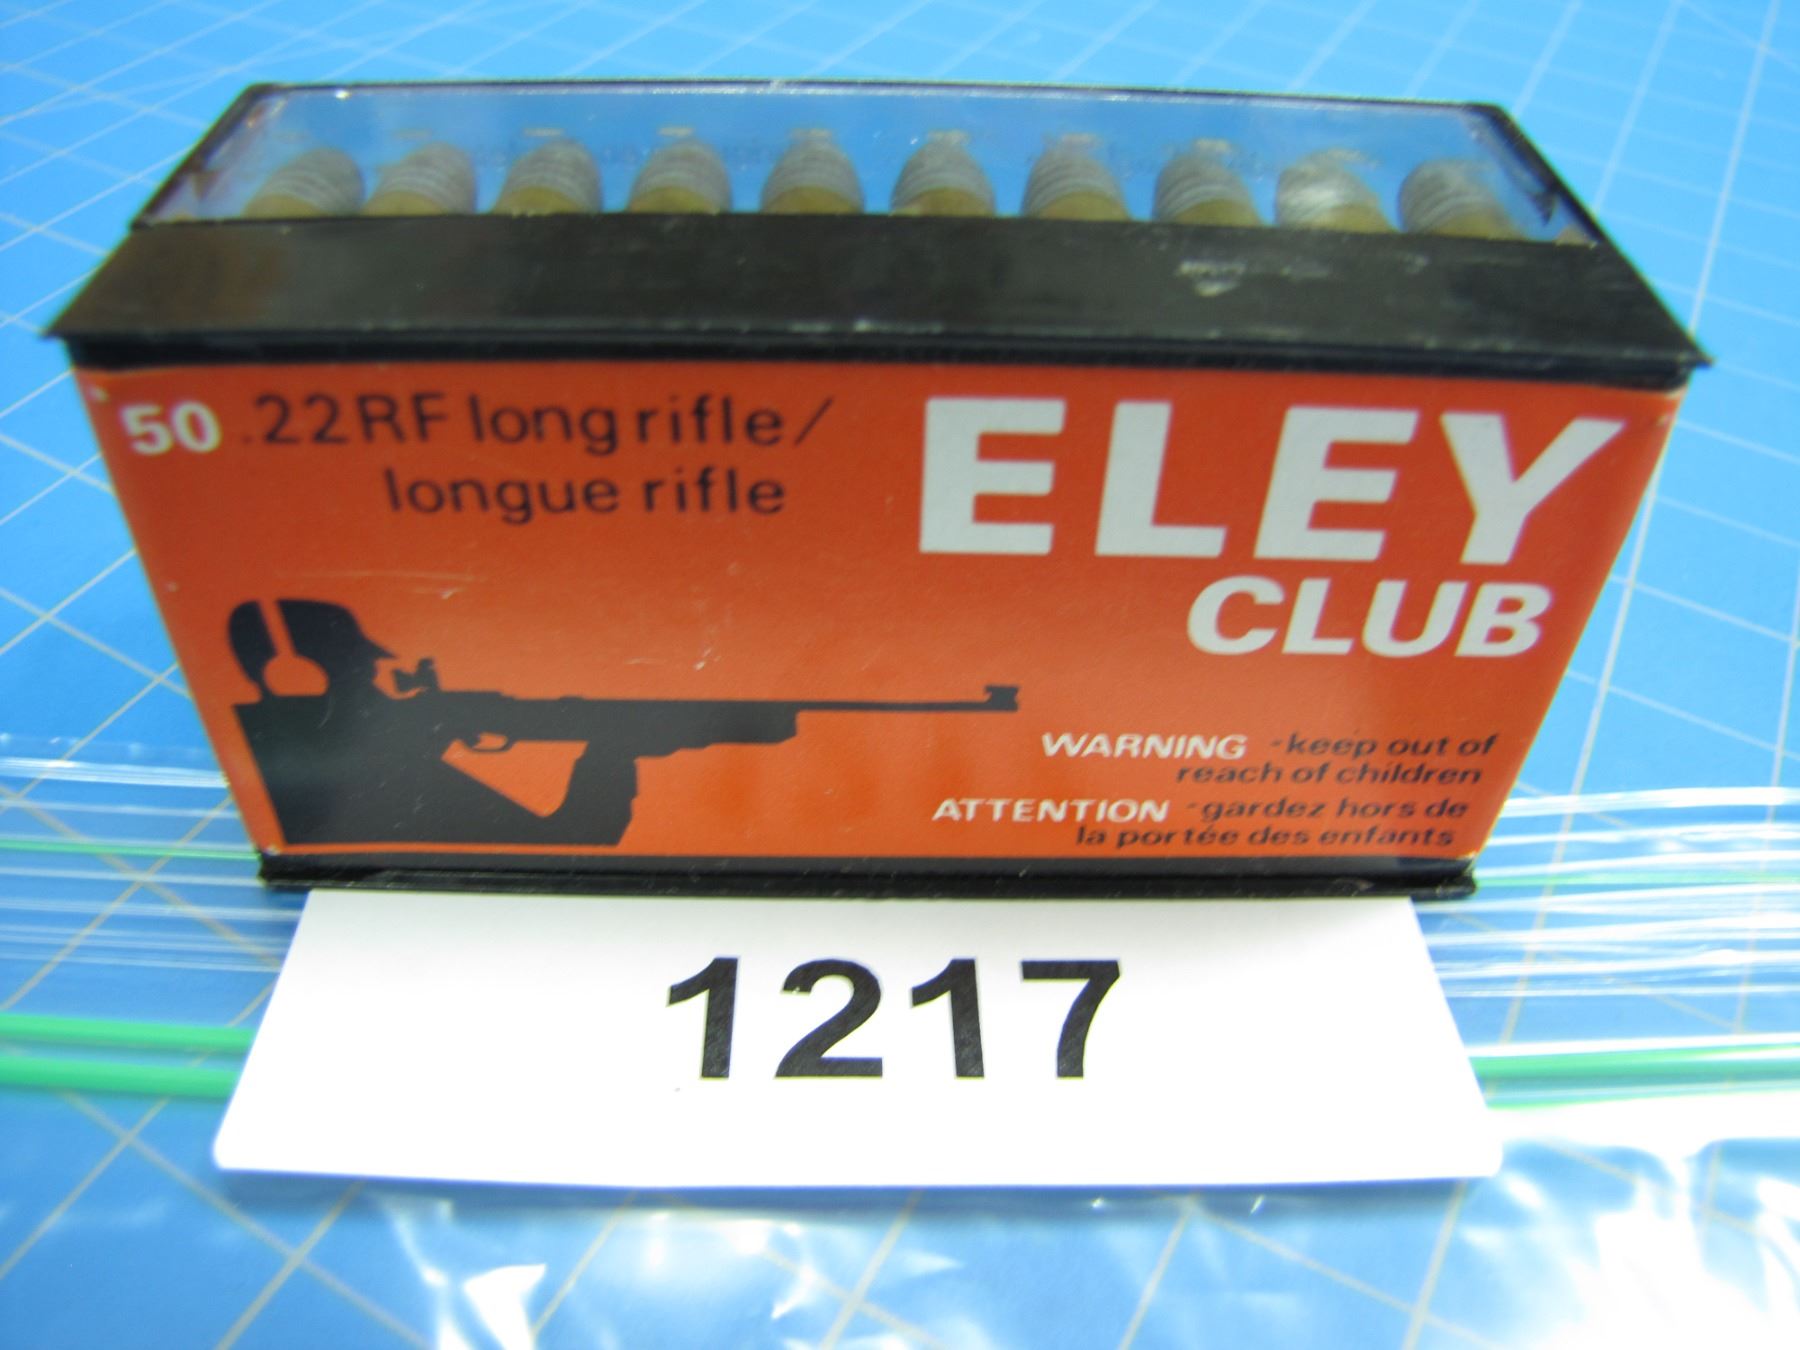 50 .22RF long rifle/
longue rifle
ELEY
CLUB
WARNING -keep out of
reach of children
ATTENTION -gardez hors de
la portée des enfants
1217